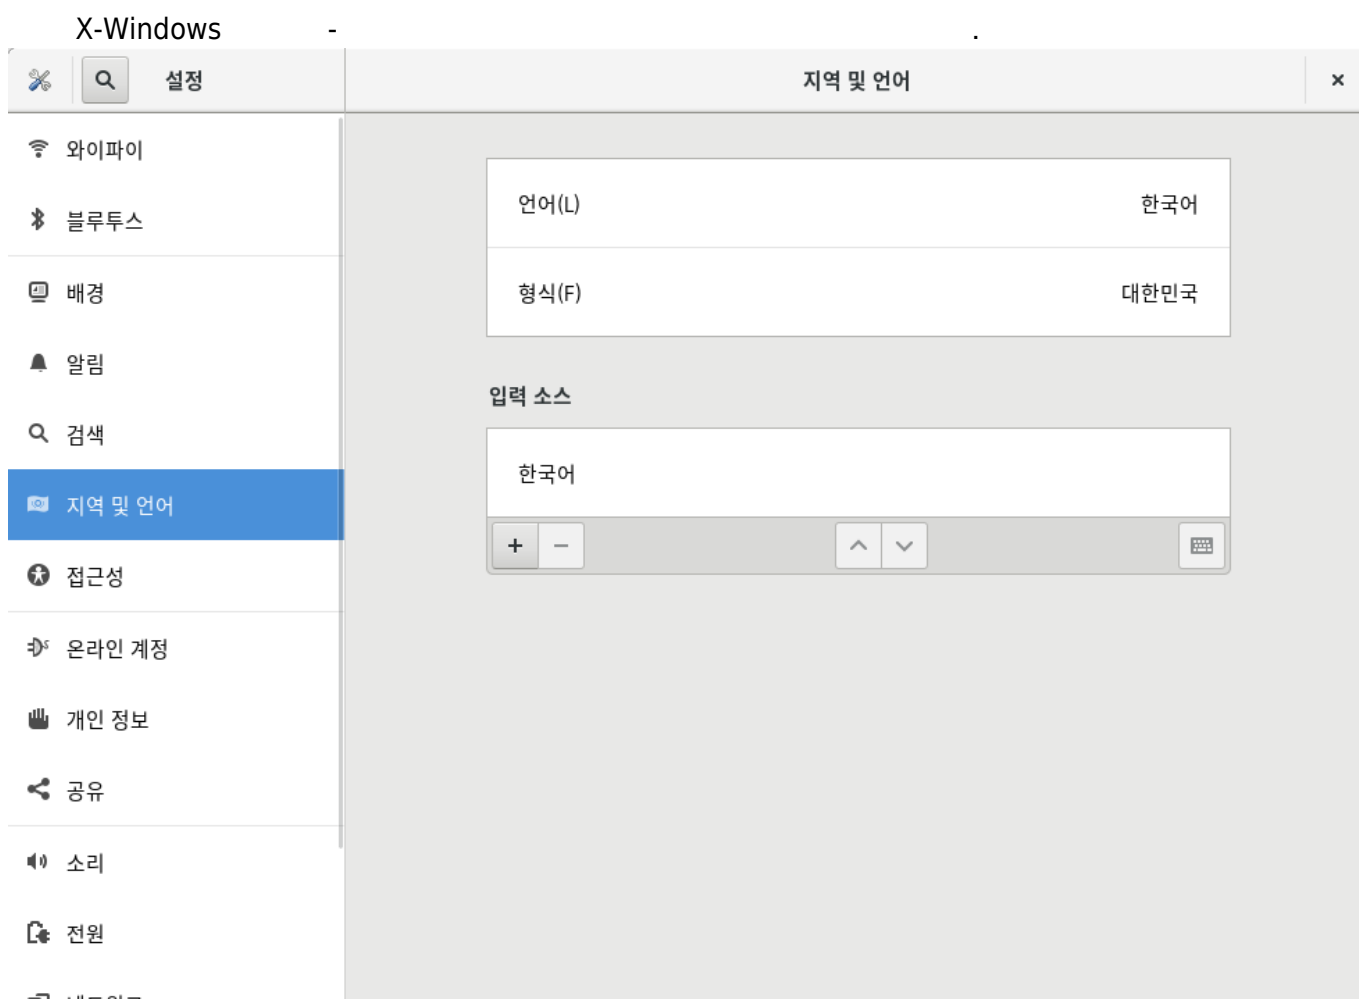 X-Windows - .
설정
지역 및 언어
와이파이
블루투스
배경
알림
검색
지역 및 언어
접근성
온라인 계정
개인 정보
공유
소리
전원
언어(L) 한국어
형식(F) 대한민국
입력 소스
한국어